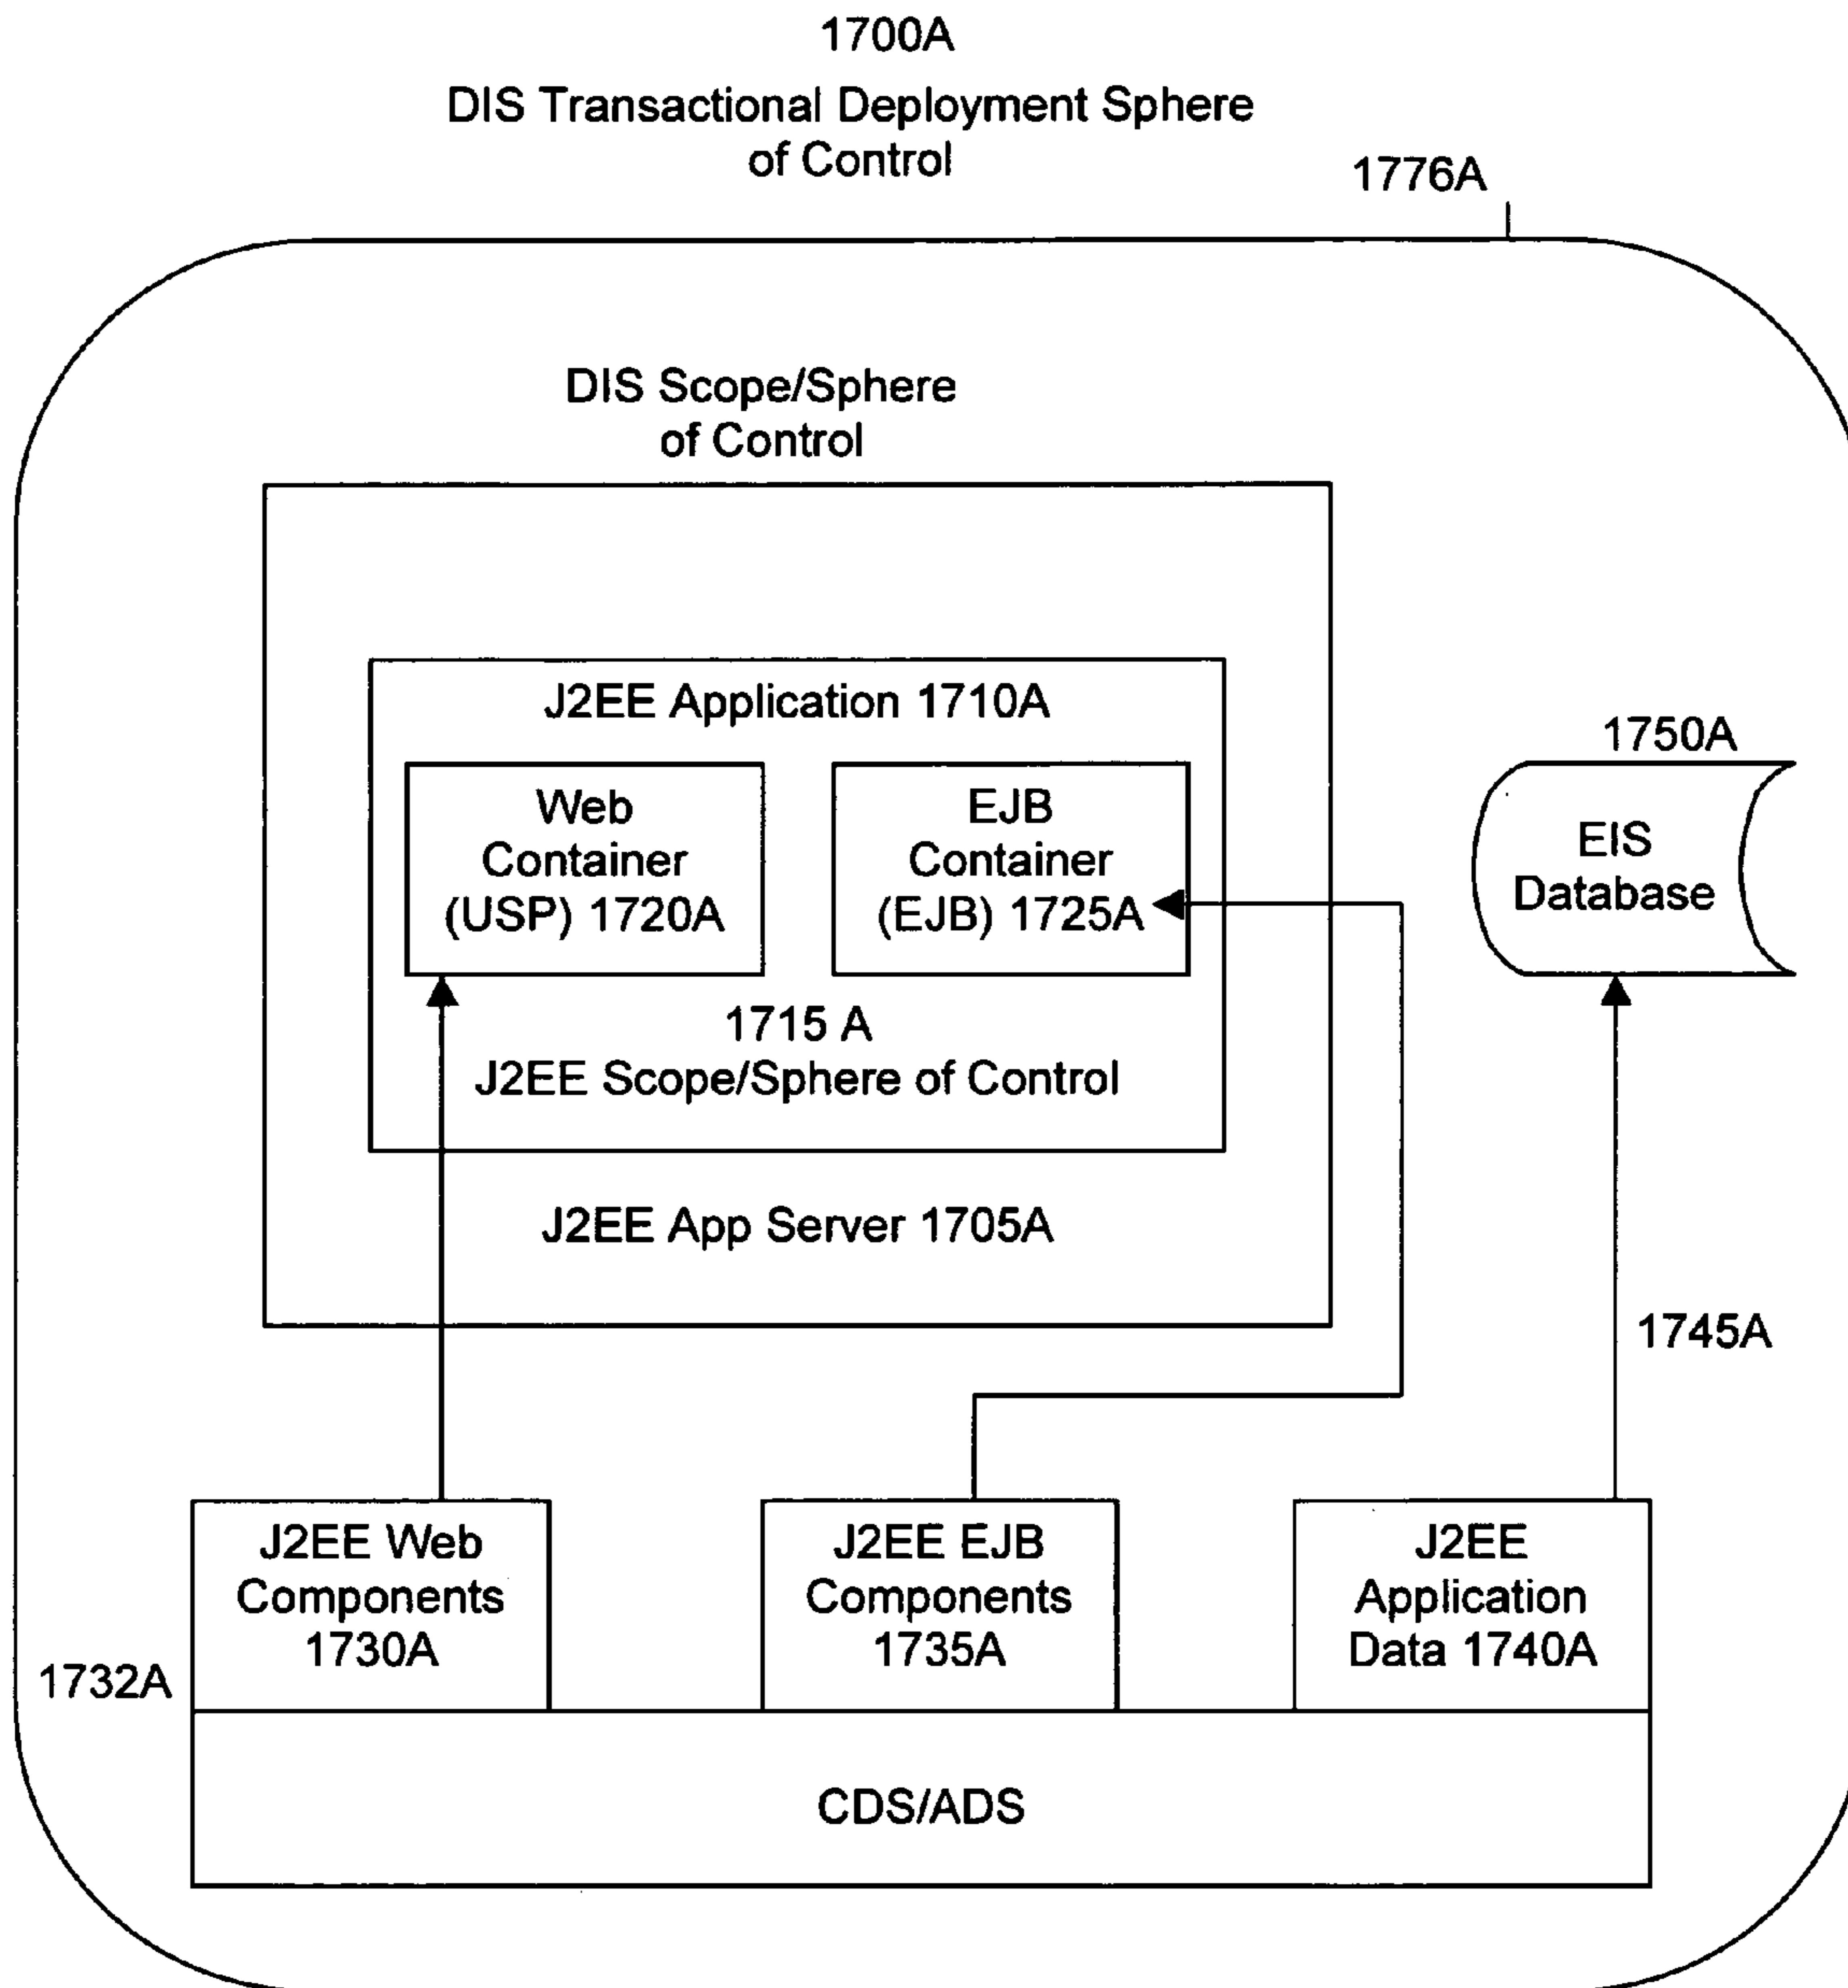 1700A
DIS Transactional Deployment Sphere
of Control
1776A
DIS Scope/Sphere
of Control
J2EE Application 1710A
Web
Container
(USP) 1720A
EJB
Container
(EJB) 1725A
1715 A
J2EE Scope/Sphere of Control
J2EE App Server 1705A
1750A
EIS
Database
1745A
J2EE Web
Components
1730A
J2EE EJB
Components
1735A
J2EE
Application
Data 1740A
1732A
CDS/ADS